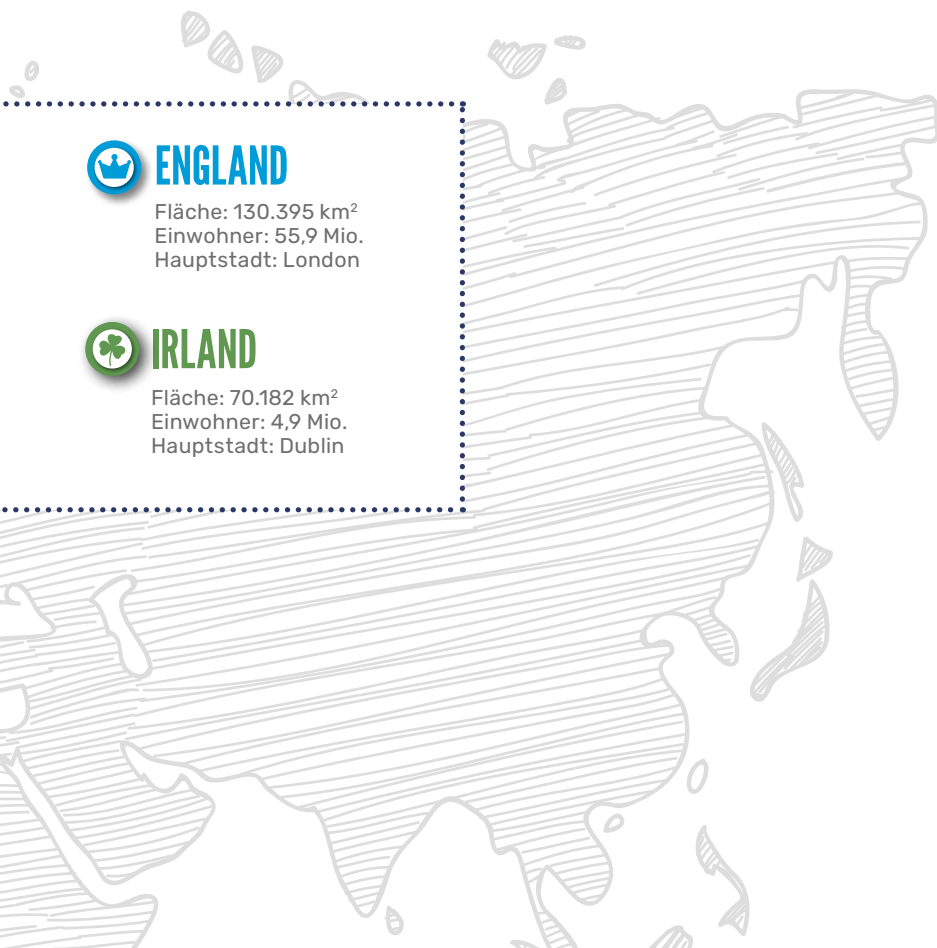 ENGLAND
Fläche: 130.395 km²
Einwohner: 55,9 Mio.
Hauptstadt: London
IRLAND
Fläche: 70.182 km²
Einwohner: 4,9 Mio.
Hauptstadt: Dublin